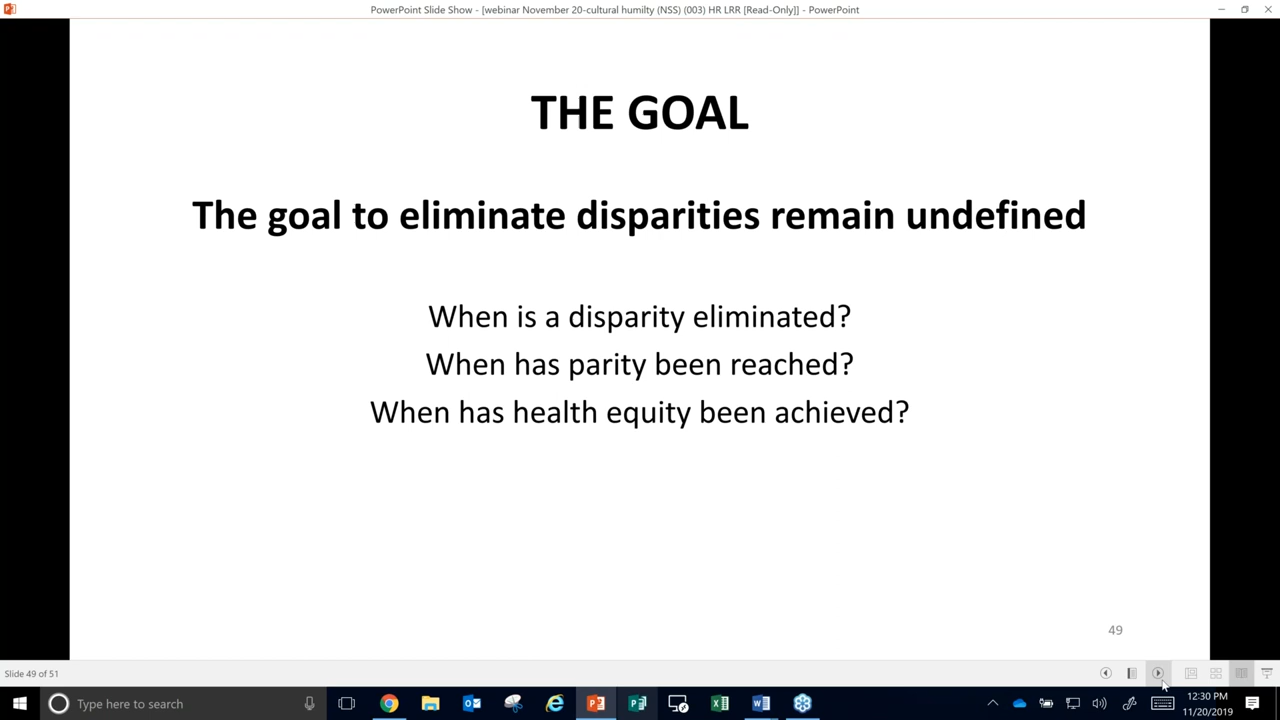 PowerPoint Slide Show - [webinar November 20-cultural humilty (NSS) (003) HR LRR [Read-Only]] - PowerPoint
THE GOAL
The goal to eliminate disparities remain undefined
When is a disparity eliminated?
When has parity been reached?
When has health equity been achieved?
49
Slide 49 of 51
Type here to search
12:30 PM
11/20/2019